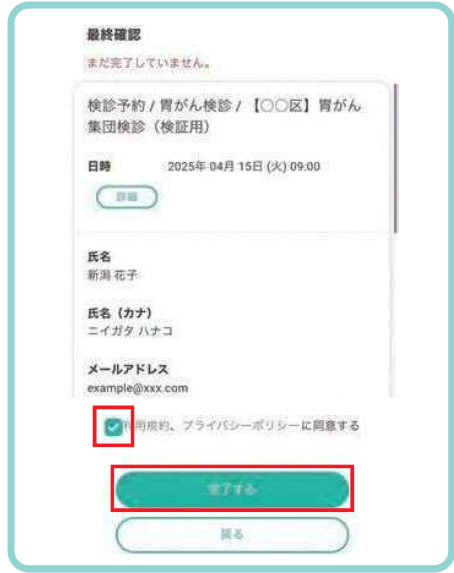 最終確認
まだ完了していません。
検診予約 / 胃がん検診 / 【○○区】胃がん
集団検診（検証用）
日時 2025年 04月 15日 (火) 09:00
詳細
氏名
新潟 花子
氏名（カナ）
ニイガタ ハナコ
メールアドレス
example@xxx.com
利用規約、プライバシーポリシーに同意する
完了する
戻る